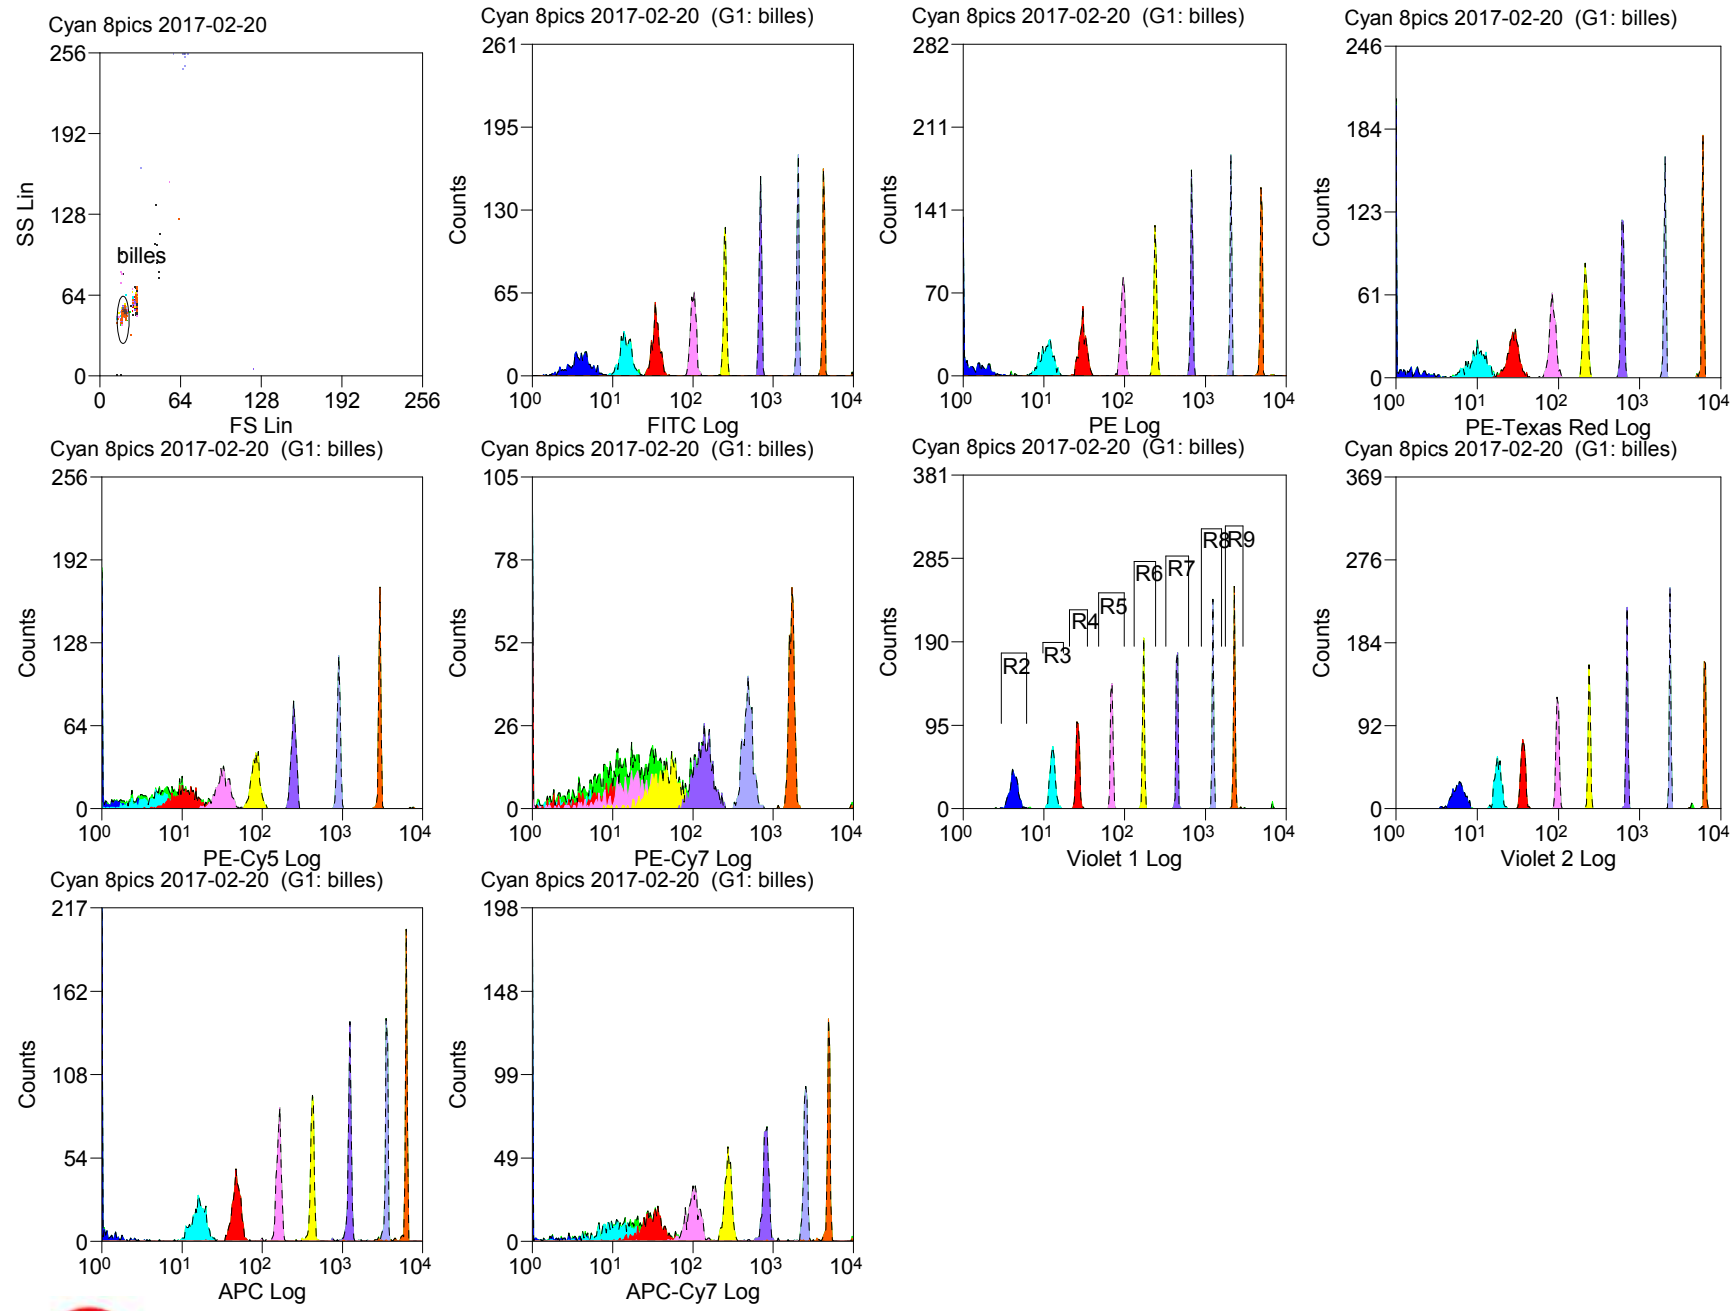 Cyan 8pics 2017-02-20
256
192
128
64
0
SS Lin
billes
0 64 128 192 256
FS Lin
Cyan 8pics 2017-02-20 (G1: billes)
261
195
130
65
0
Counts
10⁰ 10¹ 10² 10³ 10⁴
FITC Log
Cyan 8pics 2017-02-20 (G1: billes)
282
211
141
70
0
Counts
10⁰ 10¹ 10² 10³ 10⁴
PE Log
Cyan 8pics 2017-02-20 (G1: billes)
246
184
123
61
0
Counts
10⁰ 10¹ 10² 10³ 10⁴
PE-Texas Red Log
Cyan 8pics 2017-02-20 (G1: billes)
256
192
128
64
0
Counts
10⁰ 10¹ 10² 10³ 10⁴
PE-Cy5 Log
Cyan 8pics 2017-02-20 (G1: billes)
105
78
52
26
0
Counts
10⁰ 10¹ 10² 10³ 10⁴
PE-Cy7 Log
Cyan 8pics 2017-02-20 (G1: billes)
381
285
190
95
0
Counts
R2 R3 R4 R5 R6 R7 R8 R9
10⁰ 10¹ 10² 10³ 10⁴
Violet 1 Log
Cyan 8pics 2017-02-20 (G1: billes)
369
276
184
92
0
Counts
10⁰ 10¹ 10² 10³ 10⁴
Violet 2 Log
Cyan 8pics 2017-02-20 (G1: billes)
217
162
108
54
0
Counts
10⁰ 10¹ 10² 10³ 10⁴
APC Log
Cyan 8pics 2017-02-20 (G1: billes)
198
148
99
49
0
Counts
10⁰ 10¹ 10² 10³ 10⁴
APC-Cy7 Log